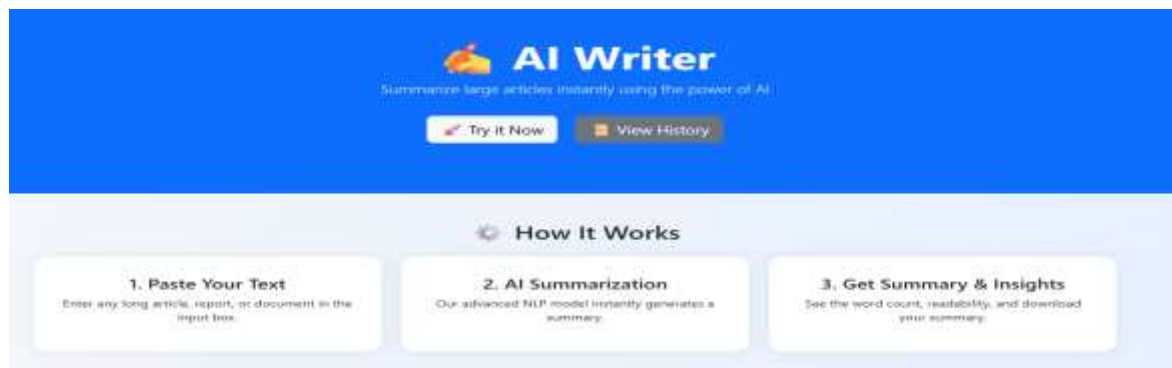 ✍️ AI Writer
Summarize large articles instantly using the power of AI
Try it Now
View History
How It Works
1. Paste Your Text
Enter any long article, report, or document in the
input box.
2. AI Summarization
Our advanced NLP model instantly generates a
summary.
3. Get Summary & Insights
See the word count, readability, and download
your summary.